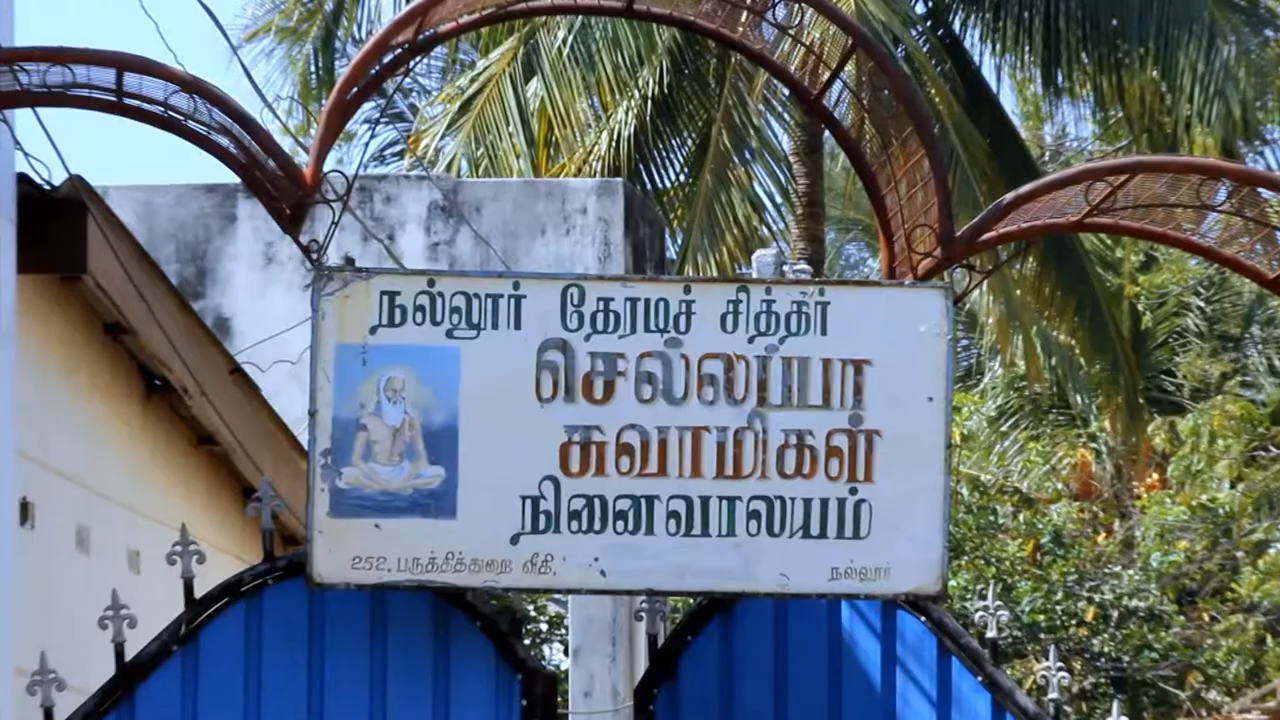 நல்லூர் தேரடிச் சித்தர்
செல்லப்பா
சுவாமிகள்
நினைவாலயம்
252, பருத்தித்துறை வீதி, நல்லூர்